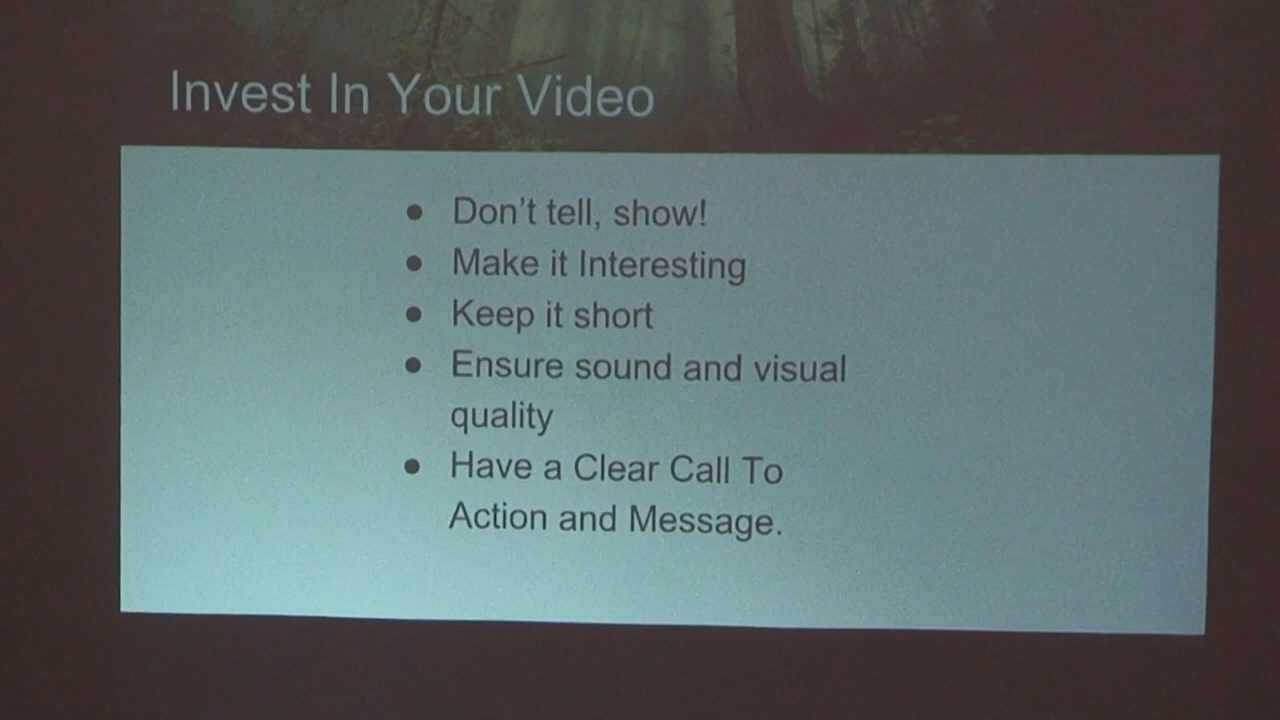 Invest In Your Video
● Don't tell, show!
● Make it Interesting
● Keep it short
● Ensure sound and visual
quality
● Have a Clear Call To
Action and Message.